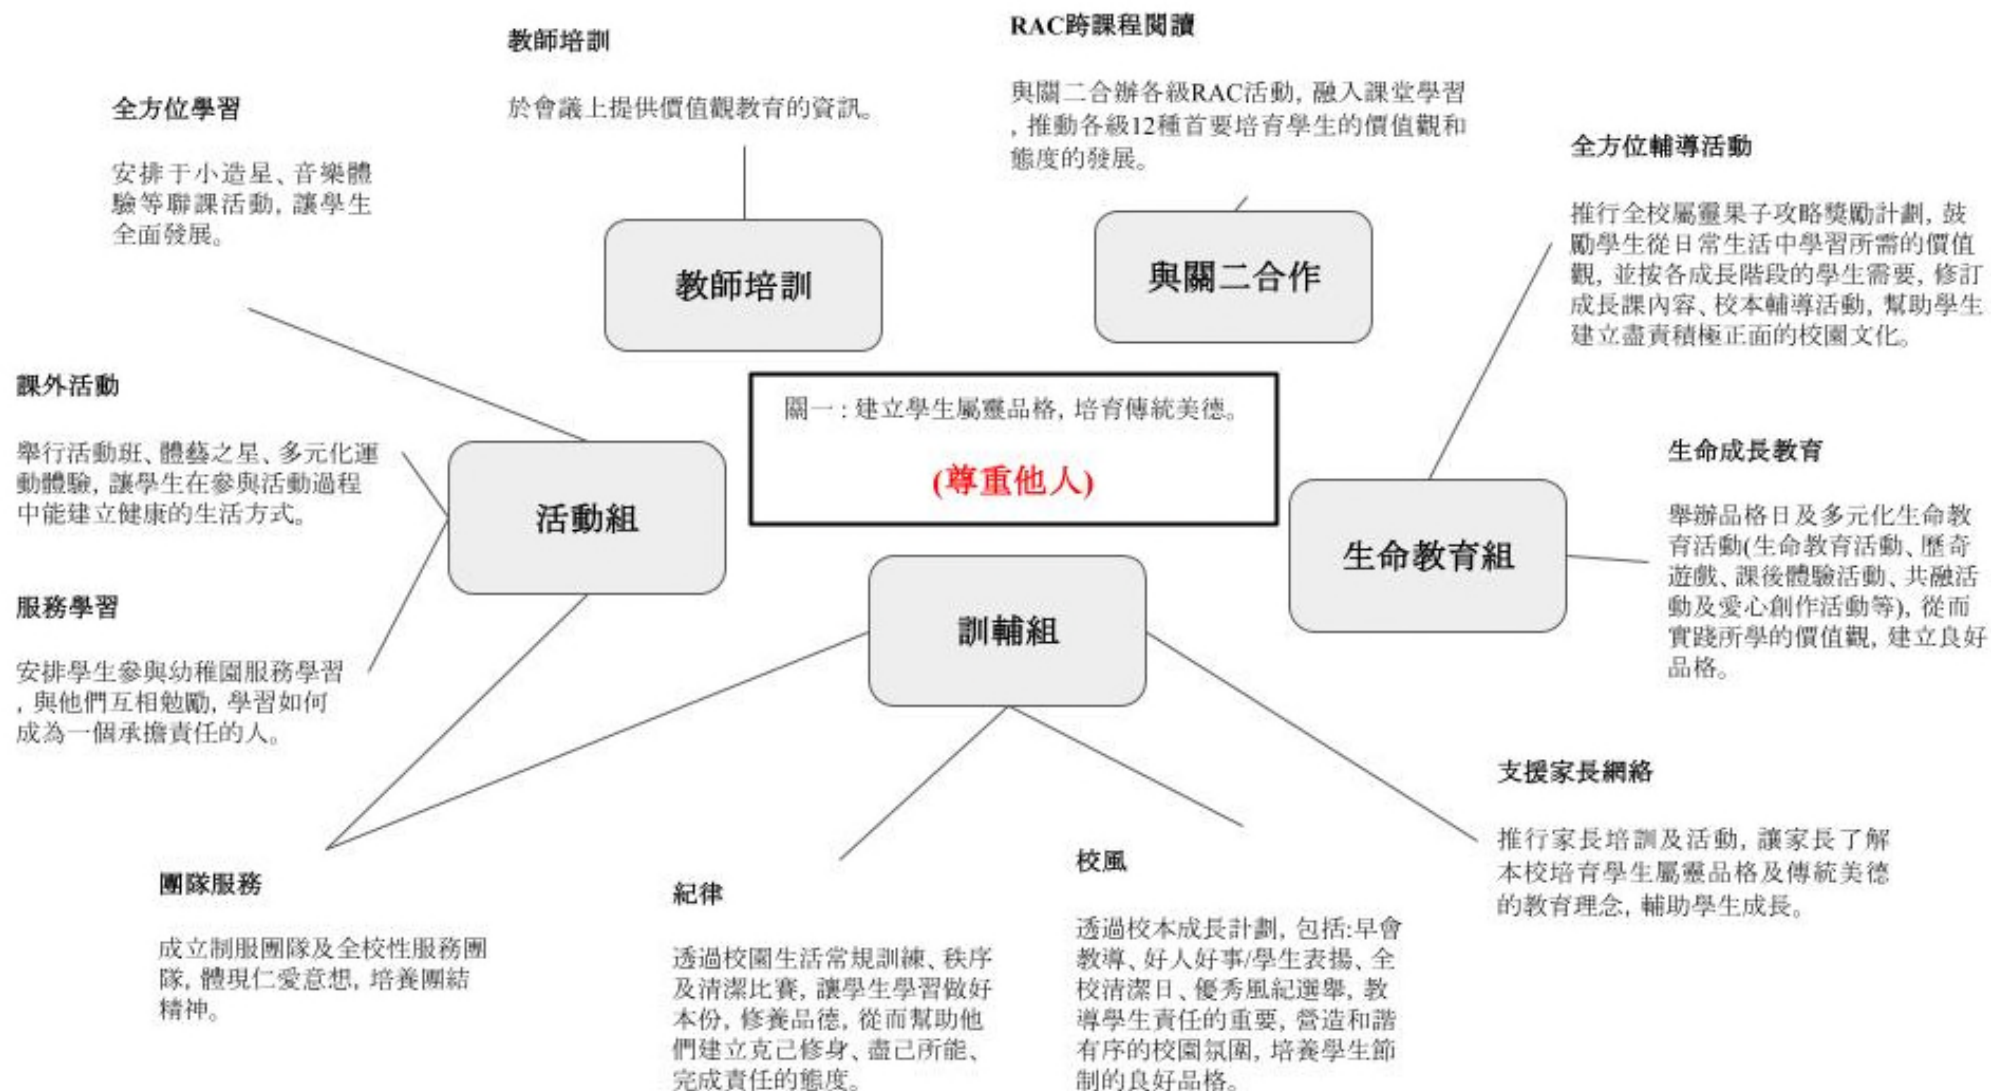 RAC跨課程閱讀
與關二合辦各級RAC活動, 融入課堂學習
, 推動各級12種首要培育學生的價值觀和
態度的發展。
教師培訓
於會議上提供價值觀教育的資訊。
全方位學習
安排于小造星、音樂體
驗等聯課活動, 讓學生
全面發展。
全方位輔導活動
推行全校屬靈果子攻略獎勵計劃, 鼓
勵學生從日常生活中學習所需的價值
觀, 並按各成長階段的學生需要, 修訂
成長課內容、校本輔導活動, 幫助學生
建立盡責積極正面的校園文化。
教師培訓
與關二合作
關一 : 建立學生屬靈品格, 培育傳統美德。
(尊重他人)
課外活動
舉行活動班、體藝之星、多元化運
動體驗, 讓學生在參與活動過程
中能建立健康的生活方式。
活動組
生命教育組
訓輔組
生命成長教育
舉辦品格日及多元化生命教
育活動(生命教育活動、歷奇
遊戲、課後體驗活動、共融活
動及愛心創作活動等), 從而
實踐所學的價值觀, 建立良好
品格。
服務學習
安排學生參與幼稚園服務學習
, 與他們互相勉勵, 學習如何
成為一個承擔責任的人。
支援家長網絡
推行家長培訓及活動, 讓家長了解
本校培育學生屬靈品格及傳統美德
的教育理念, 輔助學生成長。
團隊服務
成立制服團隊及全校性服務團
隊, 體現仁愛意想, 培養團結
精神。
紀律
透過校園生活常規訓練、秩序
及清潔比賽, 讓學生學習做好
本份, 修養品德, 從而幫助他
們建立克己修身、盡己所能、
完成責任的態度。
校風
透過校本成長計劃, 包括:早會
教導、好人好事/學生表揚、全
校清潔日、優秀風紀選舉, 教
導學生責任的重要, 營造和諧
有序的校園氛圍, 培養學生節
制的良好品格。